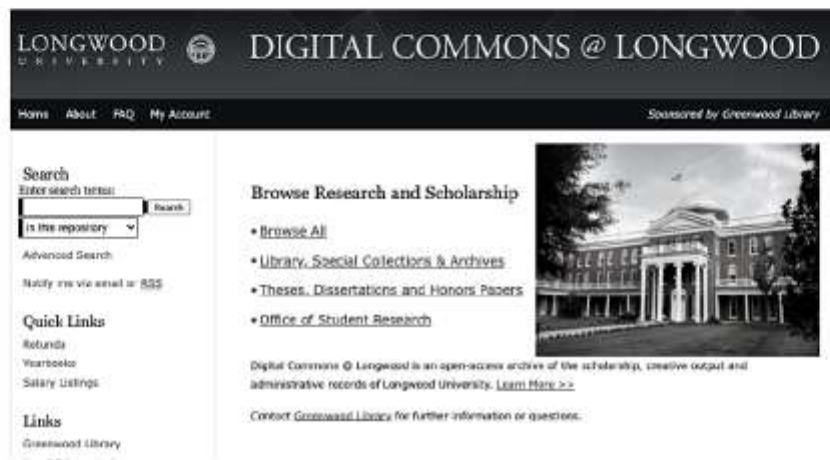 LONGWOOD
UNIVERSITY
DIGITAL COMMONS @ LONGWOOD
Home About FAQ My Account
Sponsored by Greenwood Library
Search
Enter search terms:
Search
in this repository
Advanced Search
Notify me via email or RSS
Quick Links
Rotunda
Yearbooks
Salary Listings
Links
Greenwood Library
Browse Research and Scholarship
• Browse All
• Library, Special Collections & Archives
• Theses, Dissertations and Honors Papers
• Office of Student Research
Digital Commons @ Longwood is an open-access archive of the scholarship, creative output and
administrative records of Longwood University. Learn More >>
Contact Greenwood Library for further information or questions.